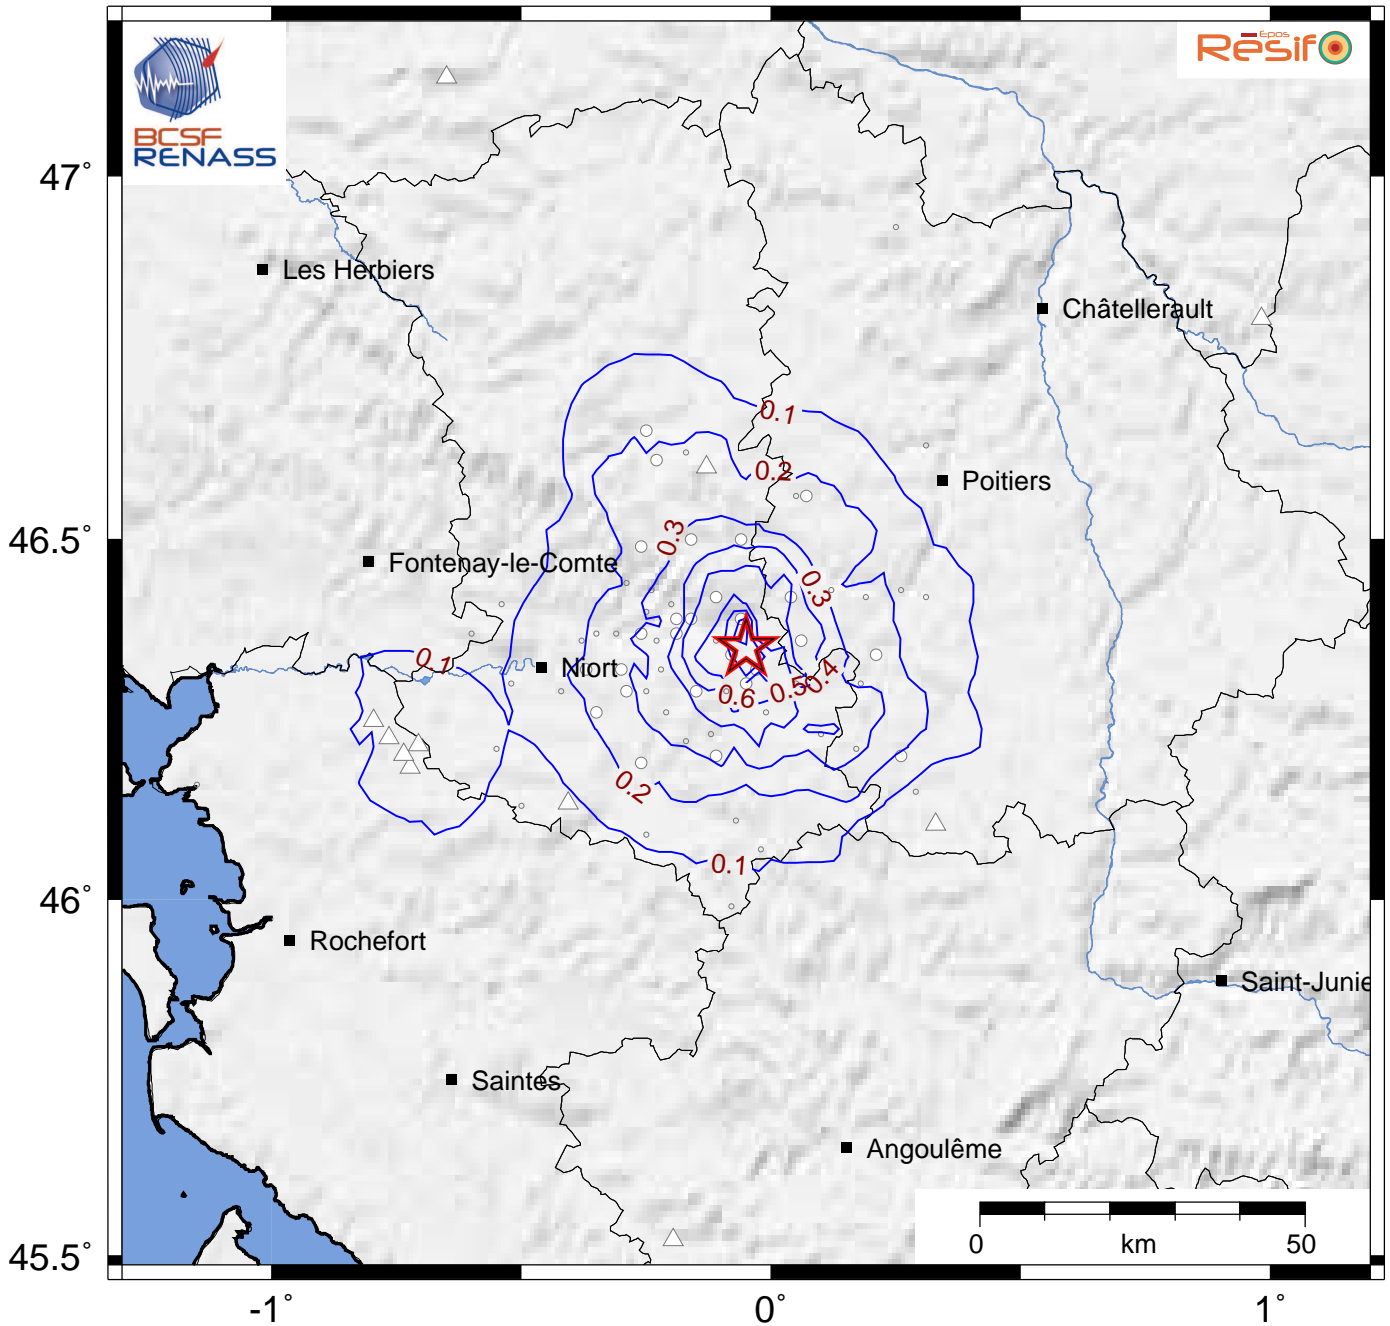 Epos
Résif
BCSF
RENASS
47°
Les Herbiers
Châtellerault
0.1
0.2
Poitiers
46.5°
0.3
Fontenay-le-Comte
0.3
0.1
Niort
0.4
0.5
0.6
0.2
0.1
46°
Rochefort
Saint-Junie
Saintes
Angoulême
45.5°
0
km
50
-1°
0°
1°